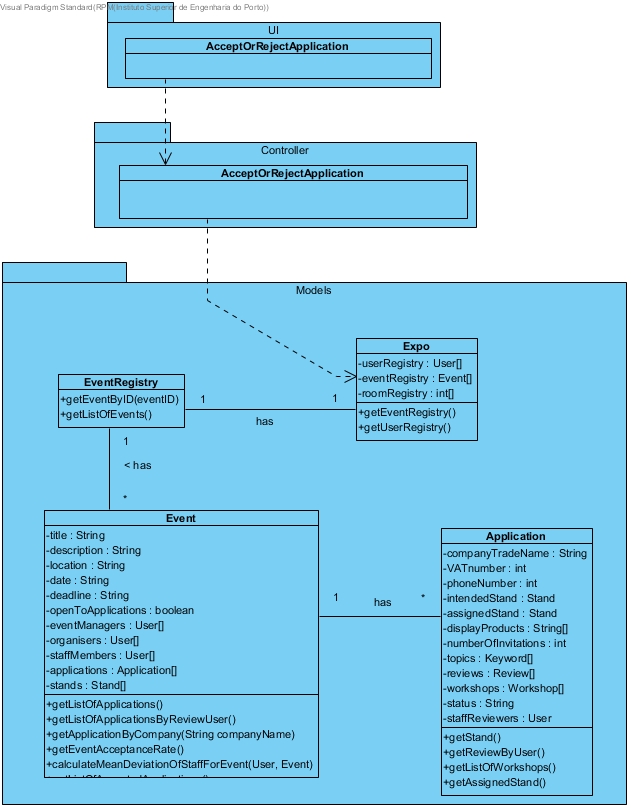 Visual Paradigm Standard(RPM(Instituto Superior de Engenharia do Porto))
UI
AcceptOrRejectApplication
Controller
AcceptOrRejectApplication
Models
Expo
-userRegistry : User[]
-eventRegistry : Event[]
-roomRegistry : int[]
+getEventRegistry()
+getUserRegistry()
EventRegistry
+getEventByID(eventID)
+getListOfEvents()
1
1
has
1
< has
*
Event
-title : String
-description : String
-location : String
-date : String
-deadline : String
-openToApplications : boolean
-eventManagers : User[]
-organisers : User[]
-staffMembers : User[]
-applications : Application[]
-stands : Stand[]
+getListOfApplications()
+getListOfApplicationsByReviewUser()
+getApplicationByCompany(String companyName)
+getEventAcceptanceRate()
+calculateMeanDeviationOfStaffForEvent(User, Event)
1
has
*
Application
-companyTradeName : String
-VATnumber : int
-phoneNumber : int
-intendedStand : Stand
-assignedStand : Stand
-displayProducts : String[]
-numberOfInvitations : int
-topics : Keyword[]
-reviews : Review[]
-workshops : Workshop[]
-status : String
-staffReviewers : User
+getStand()
+getReviewByUser()
+getListOfWorkshops()
+getAssignedStand()